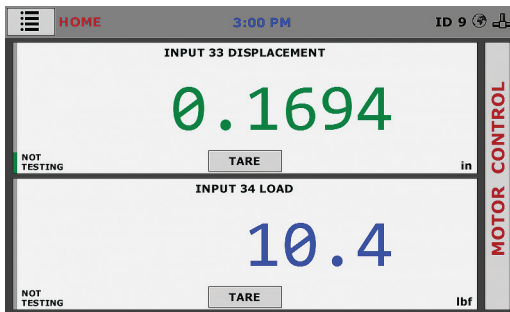 HOME 3:00 PM ID 9
INPUT 33 DISPLACEMENT
0.1694
NOT
TESTING
TARE
in
INPUT 34 LOAD
10.4
NOT
TESTING
TARE
lbf
MOTOR CONTROL